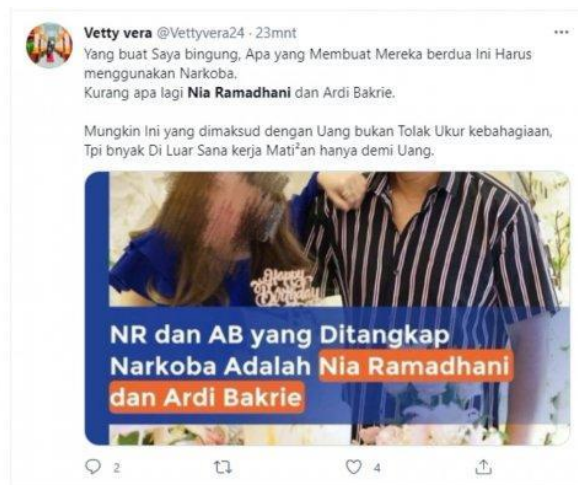 Vetty vera @Vettyvera24 · 23mnt
Yang buat Saya bingung, Apa yang Membuat Mereka berdua Ini Harus
menggunakan Narkoba.
Kurang apa lagi Nia Ramadhani dan Ardi Bakrie.
Mungkin Ini yang dimaksud dengan Uang bukan Tolak Ukur kebahagiaan,
Tpi bnyak Di Luar Sana kerja Mati²an hanya demi Uang.
Happy
Birthday
NR dan AB yang Ditangkap
Narkoba Adalah Nia Ramadhani
dan Ardi Bakrie
2
4